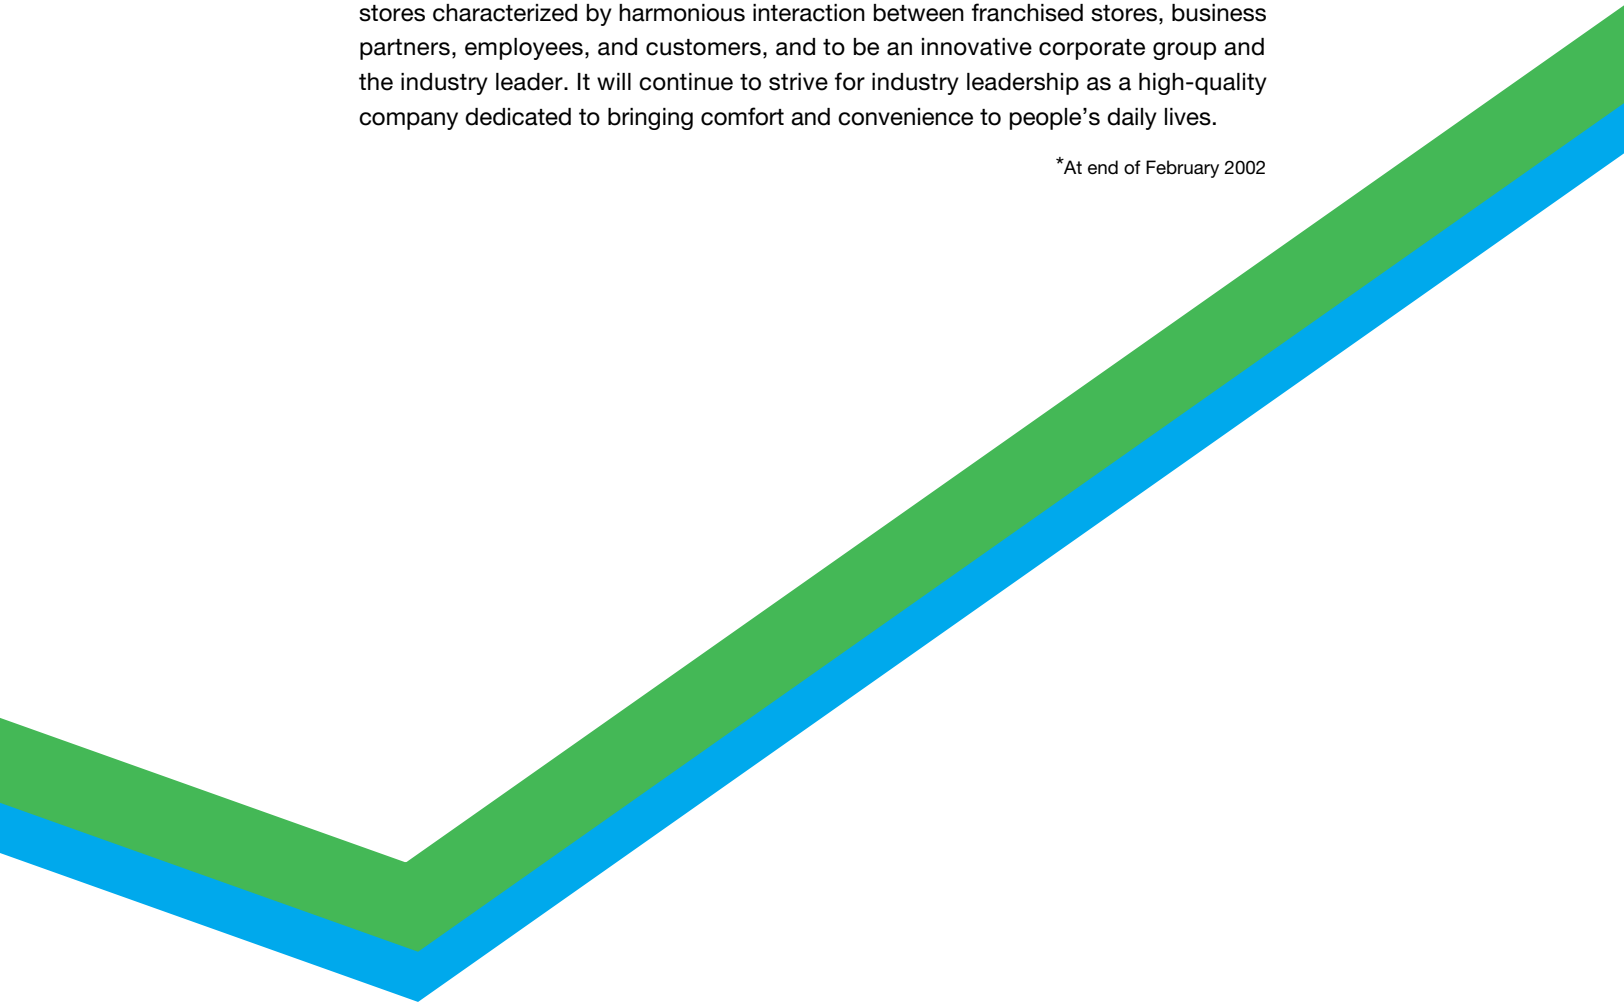 stores characterized by harmonious interaction between franchised stores, business
partners, employees, and customers, and to be an innovative corporate group and
the industry leader. It will continue to strive for industry leadership as a high-quality
company dedicated to bringing comfort and convenience to people’s daily lives.
*At end of February 2002